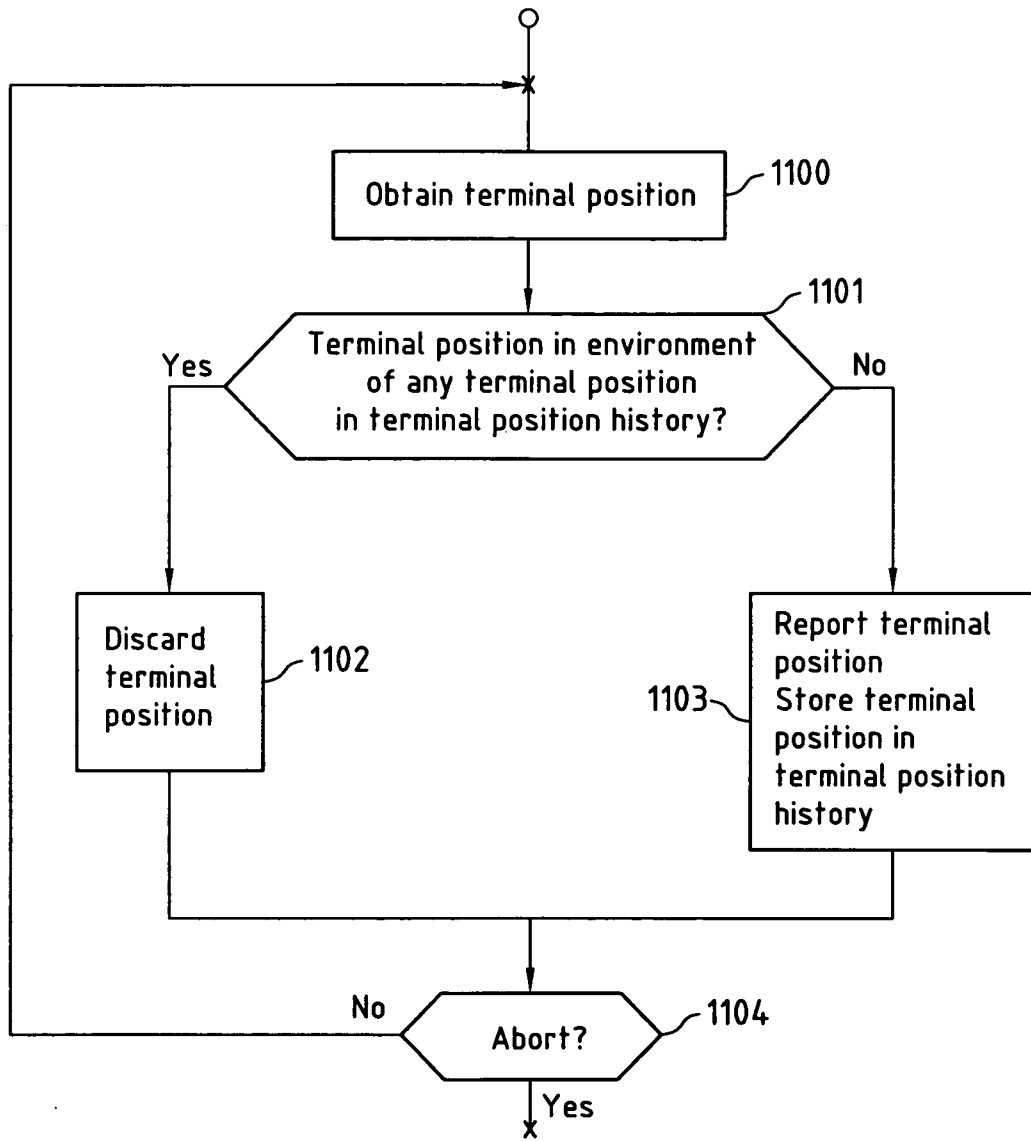 Obtain terminal position
1100
1101
Terminal position in environment
of any terminal position
in terminal position history?
Yes
No
Discard
terminal
position
1102
1103
Report terminal
position
Store terminal
position in
terminal position
history
No
Abort?
1104
Yes